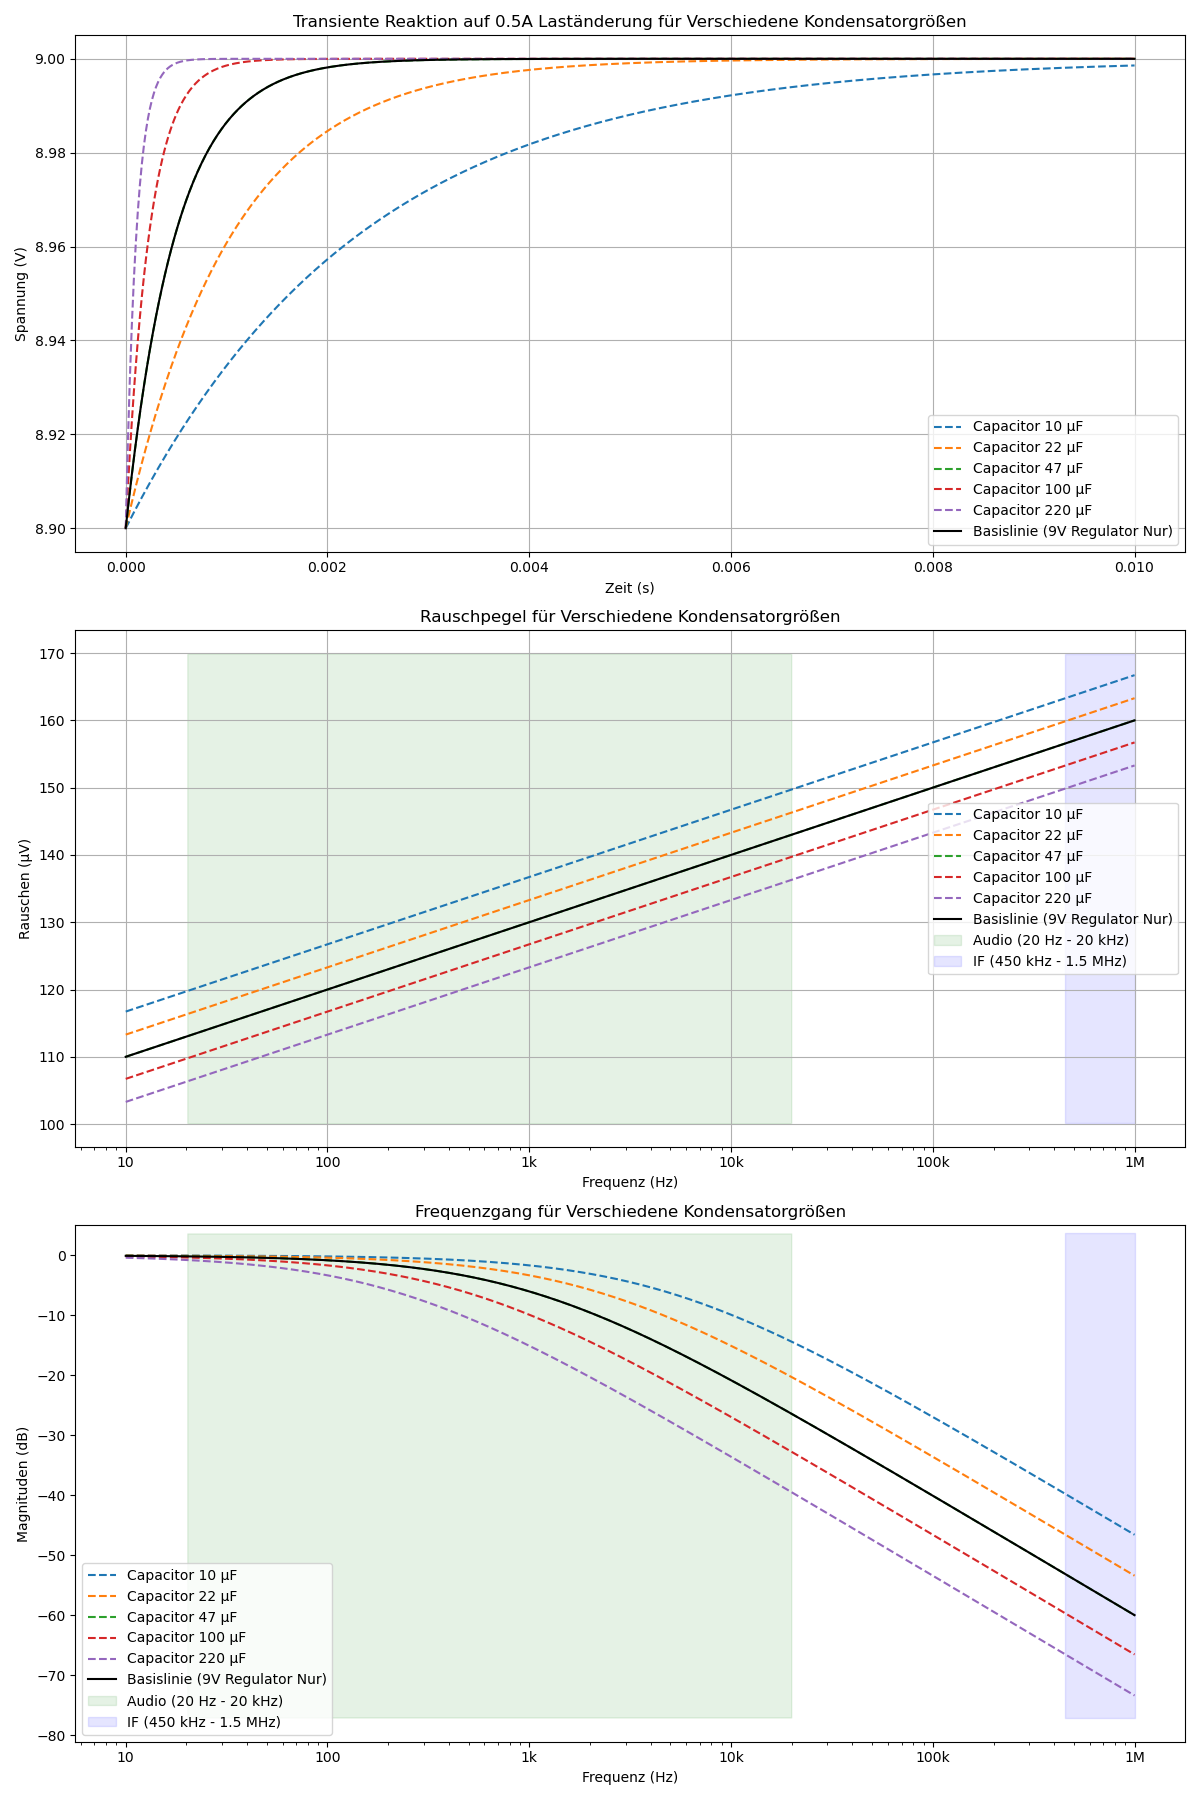 Transiente Reaktion auf 0.5A Laständerung für Verschiedene Kondensatorgrößen
9.00
8.98
8.96
8.94
8.92
8.90
Spannung (V)
Capacitor 10 µF
Capacitor 22 µF
Capacitor 47 µF
Capacitor 100 µF
Capacitor 220 µF
Basislinie (9V Regulator Nur)
0.000 0.002 0.004 0.006 0.008 0.010
Zeit (s)
Rauschpegel für Verschiedene Kondensatorgrößen
170
160
150
140
130
120
110
100
Rauschen (µV)
Capacitor 10 µF
Capacitor 22 µF
Capacitor 47 µF
Capacitor 100 µF
Capacitor 220 µF
Basislinie (9V Regulator Nur)
Audio (20 Hz - 20 kHz)
IF (450 kHz - 1.5 MHz)
10 100 1k 10k 100k 1M
Frequenz (Hz)
Frequenzgang für Verschiedene Kondensatorgrößen
0
−10
−20
−30
−40
−50
−60
−70
−80
Magnituden (dB)
Capacitor 10 µF
Capacitor 22 µF
Capacitor 47 µF
Capacitor 100 µF
Capacitor 220 µF
Basislinie (9V Regulator Nur)
Audio (20 Hz - 20 kHz)
IF (450 kHz - 1.5 MHz)
10 100 1k 10k 100k 1M
Frequenz (Hz)